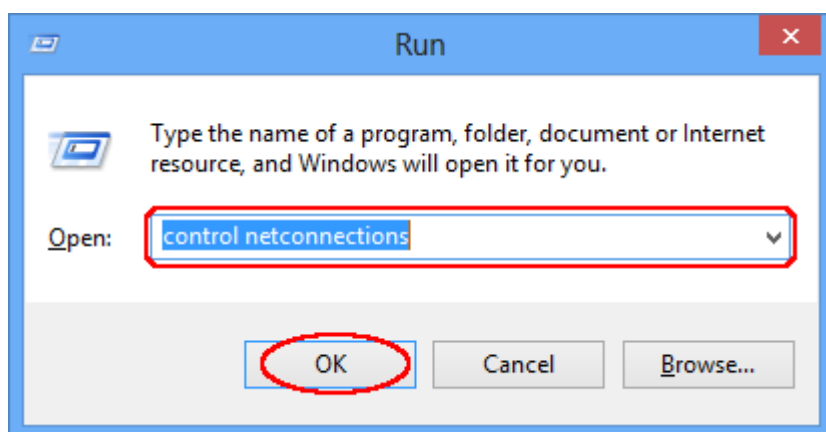 Run
Type the name of a program, folder, document or Internet
resource, and Windows will open it for you.
Open: control netconnections
OK Cancel Browse...